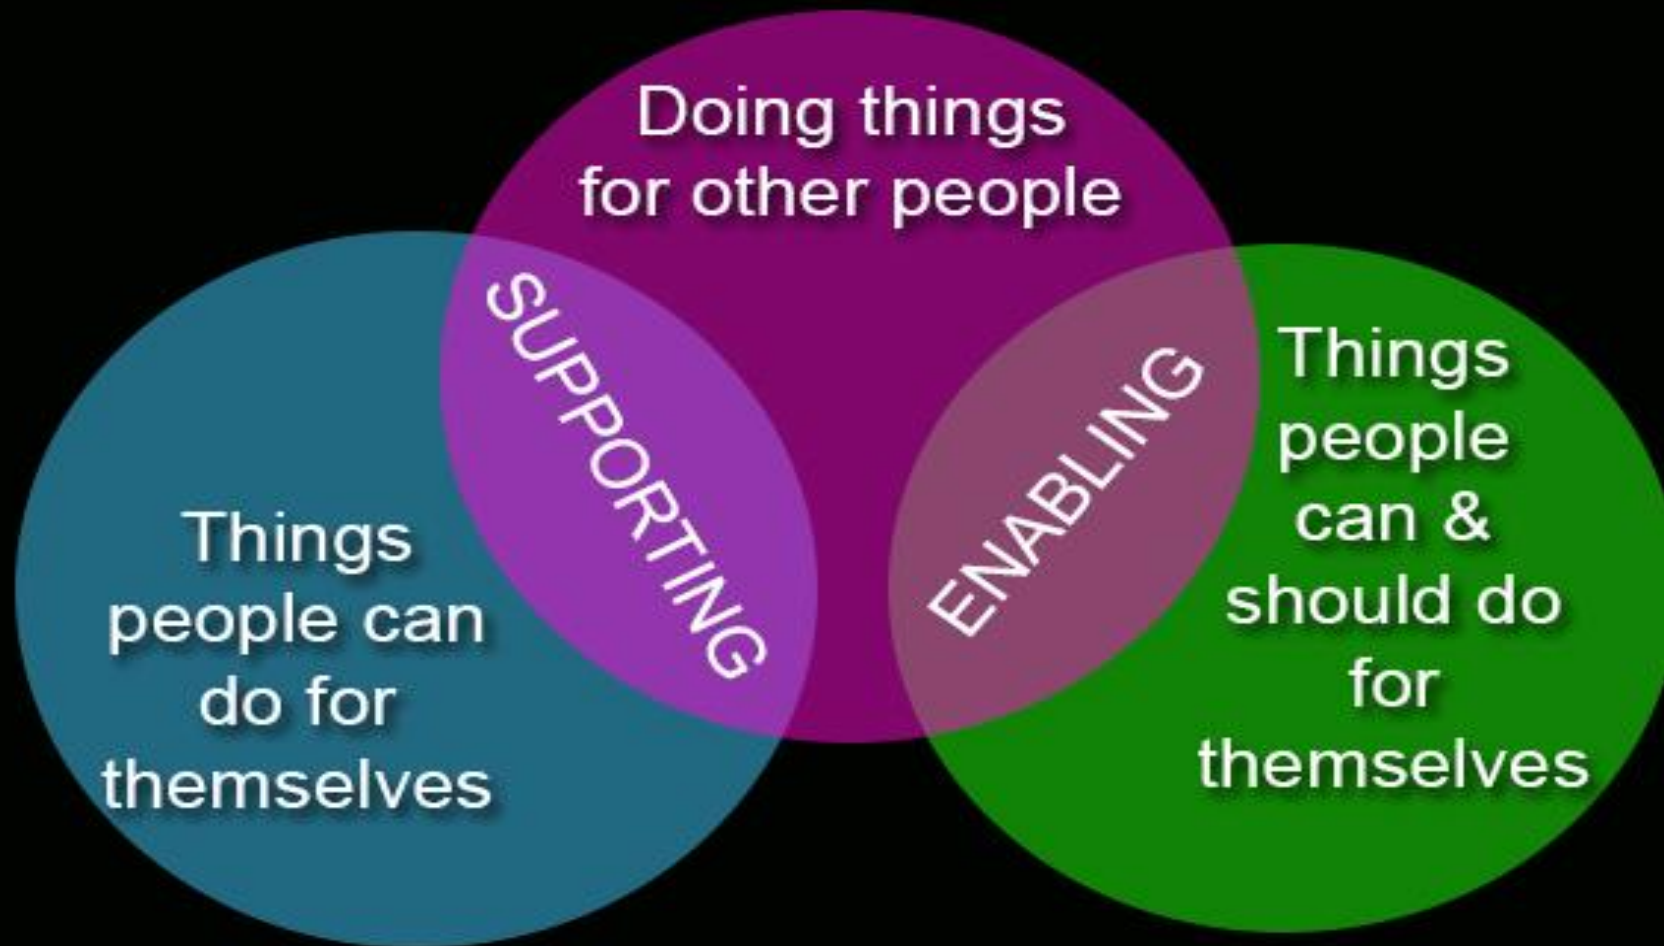 Doing things
for other people
SUPPORTING
ENABLING
Things
people can
do for
themselves
Things
people
can &
should do
for
themselves